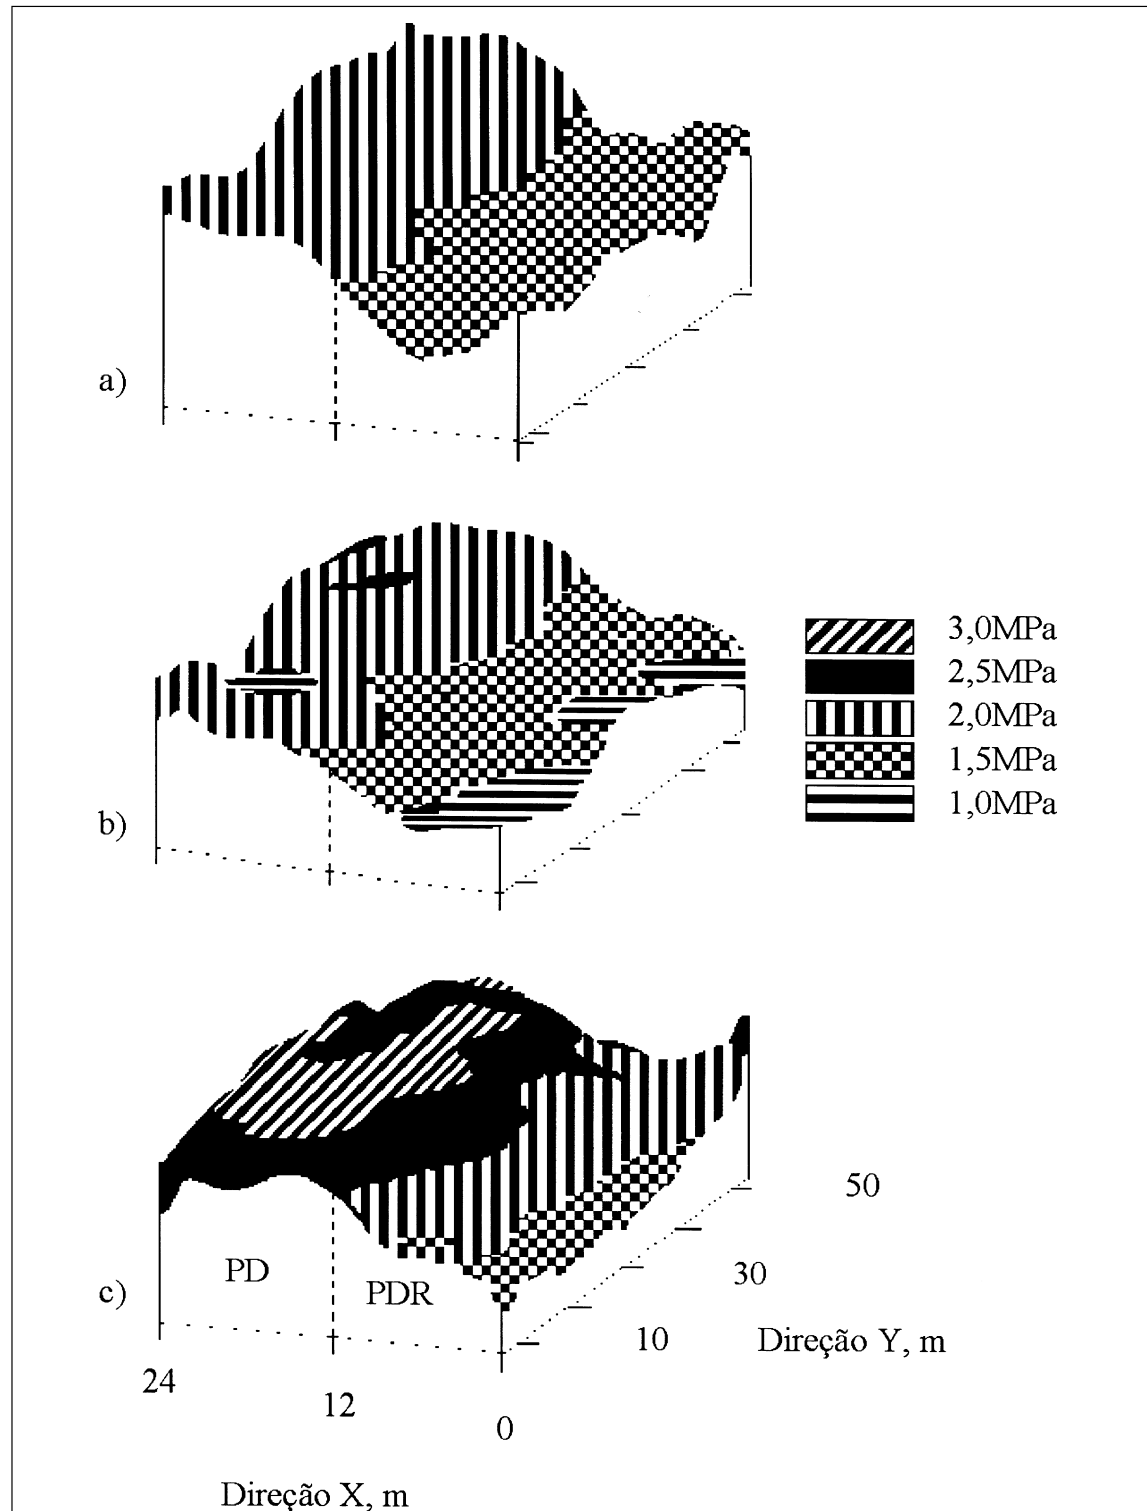 a)
3,0MPa
2,5MPa
2,0MPa
1,5MPa
1,0MPa
b)
50
PD
30
PDR
c)
10
Direção Y, m
24
12
0
Direção X, m